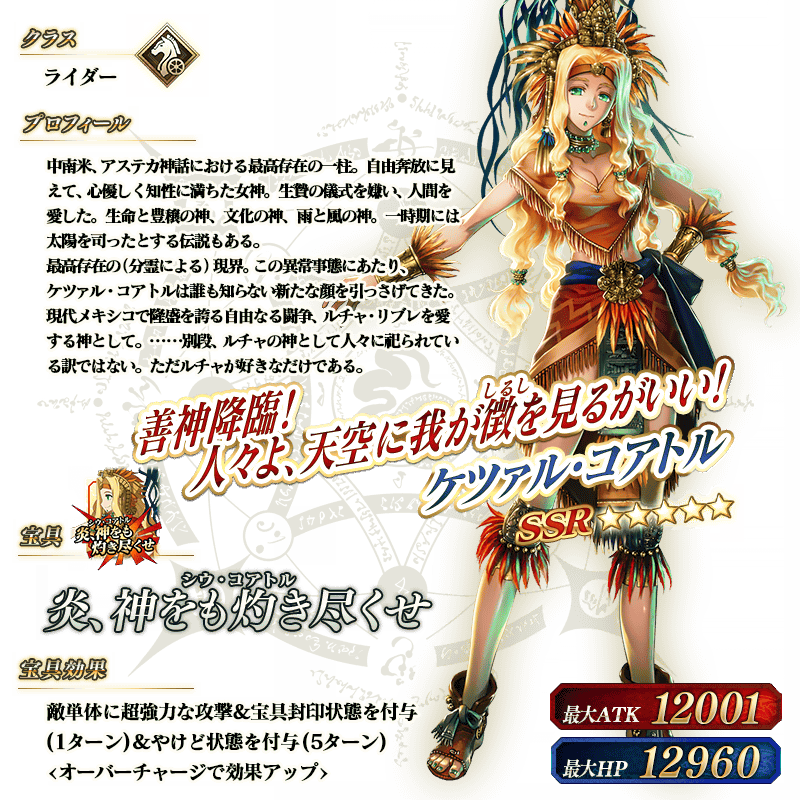 クラス
ライダー
プロフィール
中南米、アステカ神話における最高存在の一柱。自由奔放に見
えて、心優しく知性に満ちた女神。生贄の儀式を嫌い、人間を
愛した。生命と豊穣の神、文化の神、雨と風の神。一時期には
太陽を司ったとする伝説もある。
最高存在の（分霊による）現界。この異常事態にあたり、
ケツァル・コアトルは誰も知らない新たな顔を引っさげてきた。
現代メキシコで隆盛を誇る自由なる闘争、ルチャ・リブレを愛
する神として。……別段、ルチャの神として人々に祀られてい
る訳ではない。ただルチャが好きなだけである。
善神降臨！
しるし
人々よ、天空に我が徴を見るがいい！
ケツァル・コアトル
SSR ☆☆☆☆☆
宝具
シウ・コアトル
炎、神をも
灼き尽くせ
シウ・コアトル
炎、神をも灼き尽くせ
宝具効果
敵単体に超強力な攻撃&宝具封印状態を付与
(1ターン)&やけど状態を付与(5ターン)
<オーバーチャージで効果アップ>
最大ATK 12001
最大HP 12960